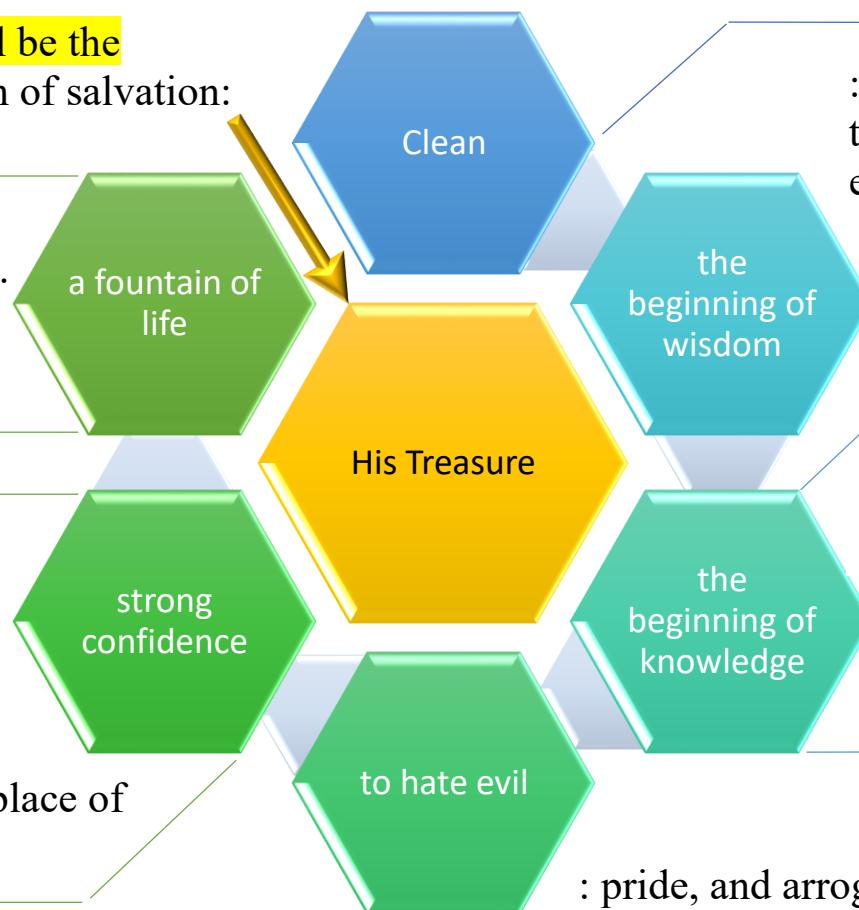 l be the
n of salvation:
Clean
:
t
e
a fountain of
life
.
the
beginning of
wisdom
His Treasure
strong
confidence
the
beginning of
knowledge
to hate evil
place of
: pride, and arrog